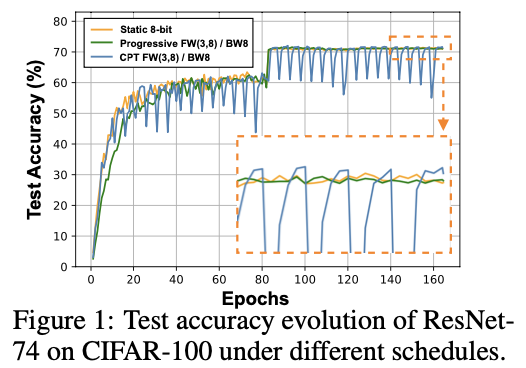 80
70
60
50
40
30
20
10
0
Test Accuracy (%)
Static 8-bit
Progressive FW(3,8) / BW8
CPT FW(3,8) / BW8
0 20 40 60 80 100 120 140 160
Epochs
Figure 1: Test accuracy evolution of ResNet-
74 on CIFAR-100 under different schedules.